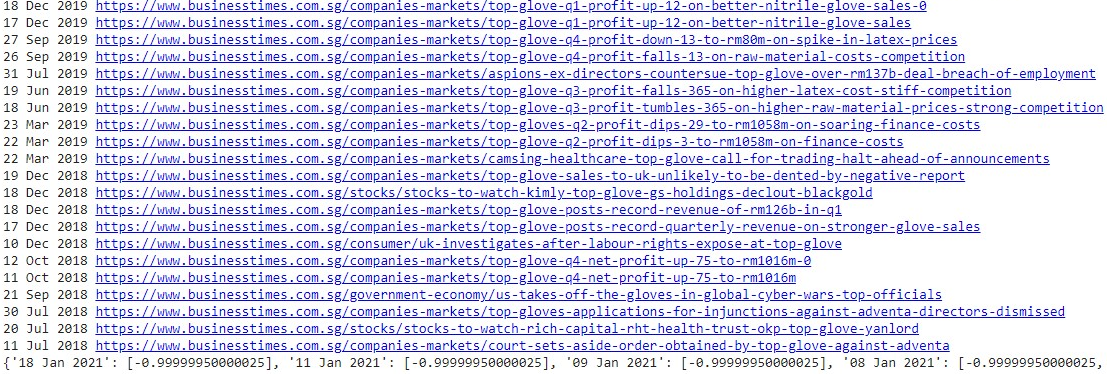 18 Dec 2019 https://www.businesstimes.com.sg/companies-markets/top-glove-q1-profit-up-12-on-better-nitrile-glove-sales-0
17 Dec 2019 https://www.businesstimes.com.sg/companies-markets/top-glove-q1-profit-up-12-on-better-nitrile-glove-sales
27 Sep 2019 https://www.businesstimes.com.sg/companies-markets/top-glove-q4-profit-down-13-to-rm80m-on-spike-in-latex-prices
26 Sep 2019 https://www.businesstimes.com.sg/companies-markets/top-glove-q4-profit-falls-13-on-raw-material-costs-competition
31 Jul 2019 https://www.businesstimes.com.sg/companies-markets/aspions-ex-directors-countersue-top-glove-over-rm137b-deal-breach-of-employment
19 Jun 2019 https://www.businesstimes.com.sg/companies-markets/top-glove-q3-profit-falls-365-on-higher-latex-cost-stiff-competition
18 Jun 2019 https://www.businesstimes.com.sg/companies-markets/top-glove-q3-profit-tumbles-365-on-higher-raw-material-prices-strong-competition
23 Mar 2019 https://www.businesstimes.com.sg/companies-markets/top-gloves-q2-profit-dips-29-to-rm1058m-on-soaring-finance-costs
22 Mar 2019 https://www.businesstimes.com.sg/companies-markets/top-glove-q2-profit-dips-3-to-rm1058m-on-finance-costs
22 Mar 2019 https://www.businesstimes.com.sg/companies-markets/camsing-healthcare-top-glove-call-for-trading-halt-ahead-of-announcements
19 Dec 2018 https://www.businesstimes.com.sg/companies-markets/top-glove-sales-to-uk-unlikely-to-be-dented-by-negative-report
18 Dec 2018 https://www.businesstimes.com.sg/stocks/stocks-to-watch-kimly-top-glove-gs-holdings-declout-blackgold
18 Dec 2018 https://www.businesstimes.com.sg/companies-markets/top-glove-posts-record-revenue-of-rm126b-in-q1
17 Dec 2018 https://www.businesstimes.com.sg/companies-markets/top-glove-posts-record-quarterly-revenue-on-stronger-glove-sales
10 Dec 2018 https://www.businesstimes.com.sg/consumer/uk-investigates-after-labour-rights-expose-at-top-glove
12 Oct 2018 https://www.businesstimes.com.sg/companies-markets/top-glove-q4-net-profit-up-75-to-rm1016m-0
11 Oct 2018 https://www.businesstimes.com.sg/companies-markets/top-glove-q4-net-profit-up-75-to-rm1016m
21 Sep 2018 https://www.businesstimes.com.sg/government-economy/us-takes-off-the-gloves-in-global-cyber-wars-top-officials
30 Jul 2018 https://www.businesstimes.com.sg/companies-markets/top-gloves-applications-for-injunctions-against-adventa-directors-dismissed
20 Jul 2018 https://www.businesstimes.com.sg/stocks/stocks-to-watch-rich-capital-rht-health-trust-okp-top-glove-yanlord
11 Jul 2018 https://www.businesstimes.com.sg/companies-markets/court-sets-aside-order-obtained-by-top-glove-against-adventa
{'18 Jan 2021': [-0.99999950000025], '11 Jan 2021': [-0.99999950000025], '09 Jan 2021': [-0.99999950000025], '08 Jan 2021': [-0.99999950000025,